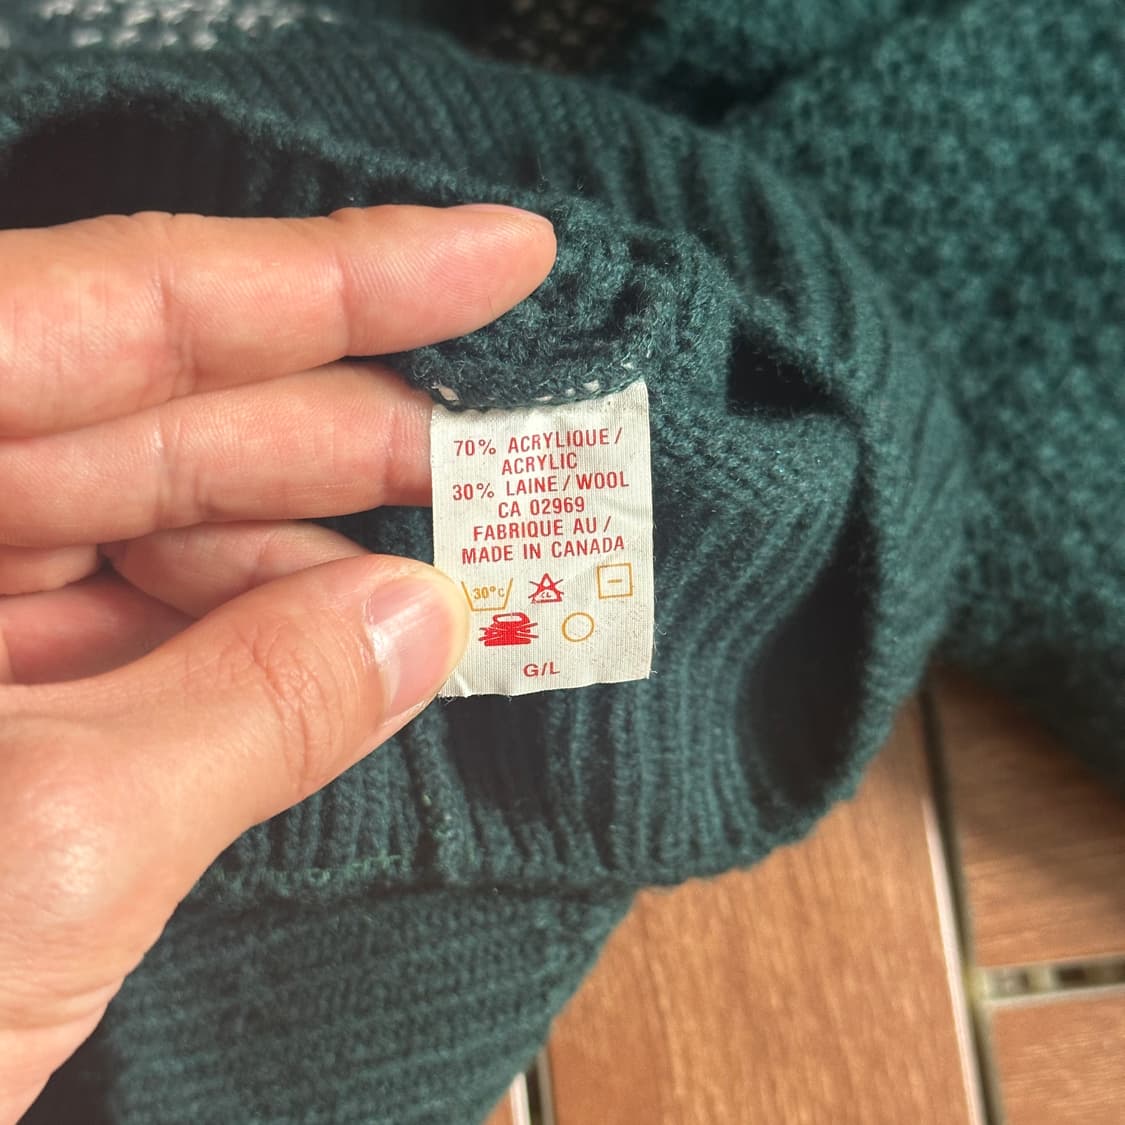 70% ACRYLIQUE /
ACRYLIC
30% LAINE / WOOL
CA 02969
FABRIQUE AU /
MADE IN CANADA
30°C CL
G/L